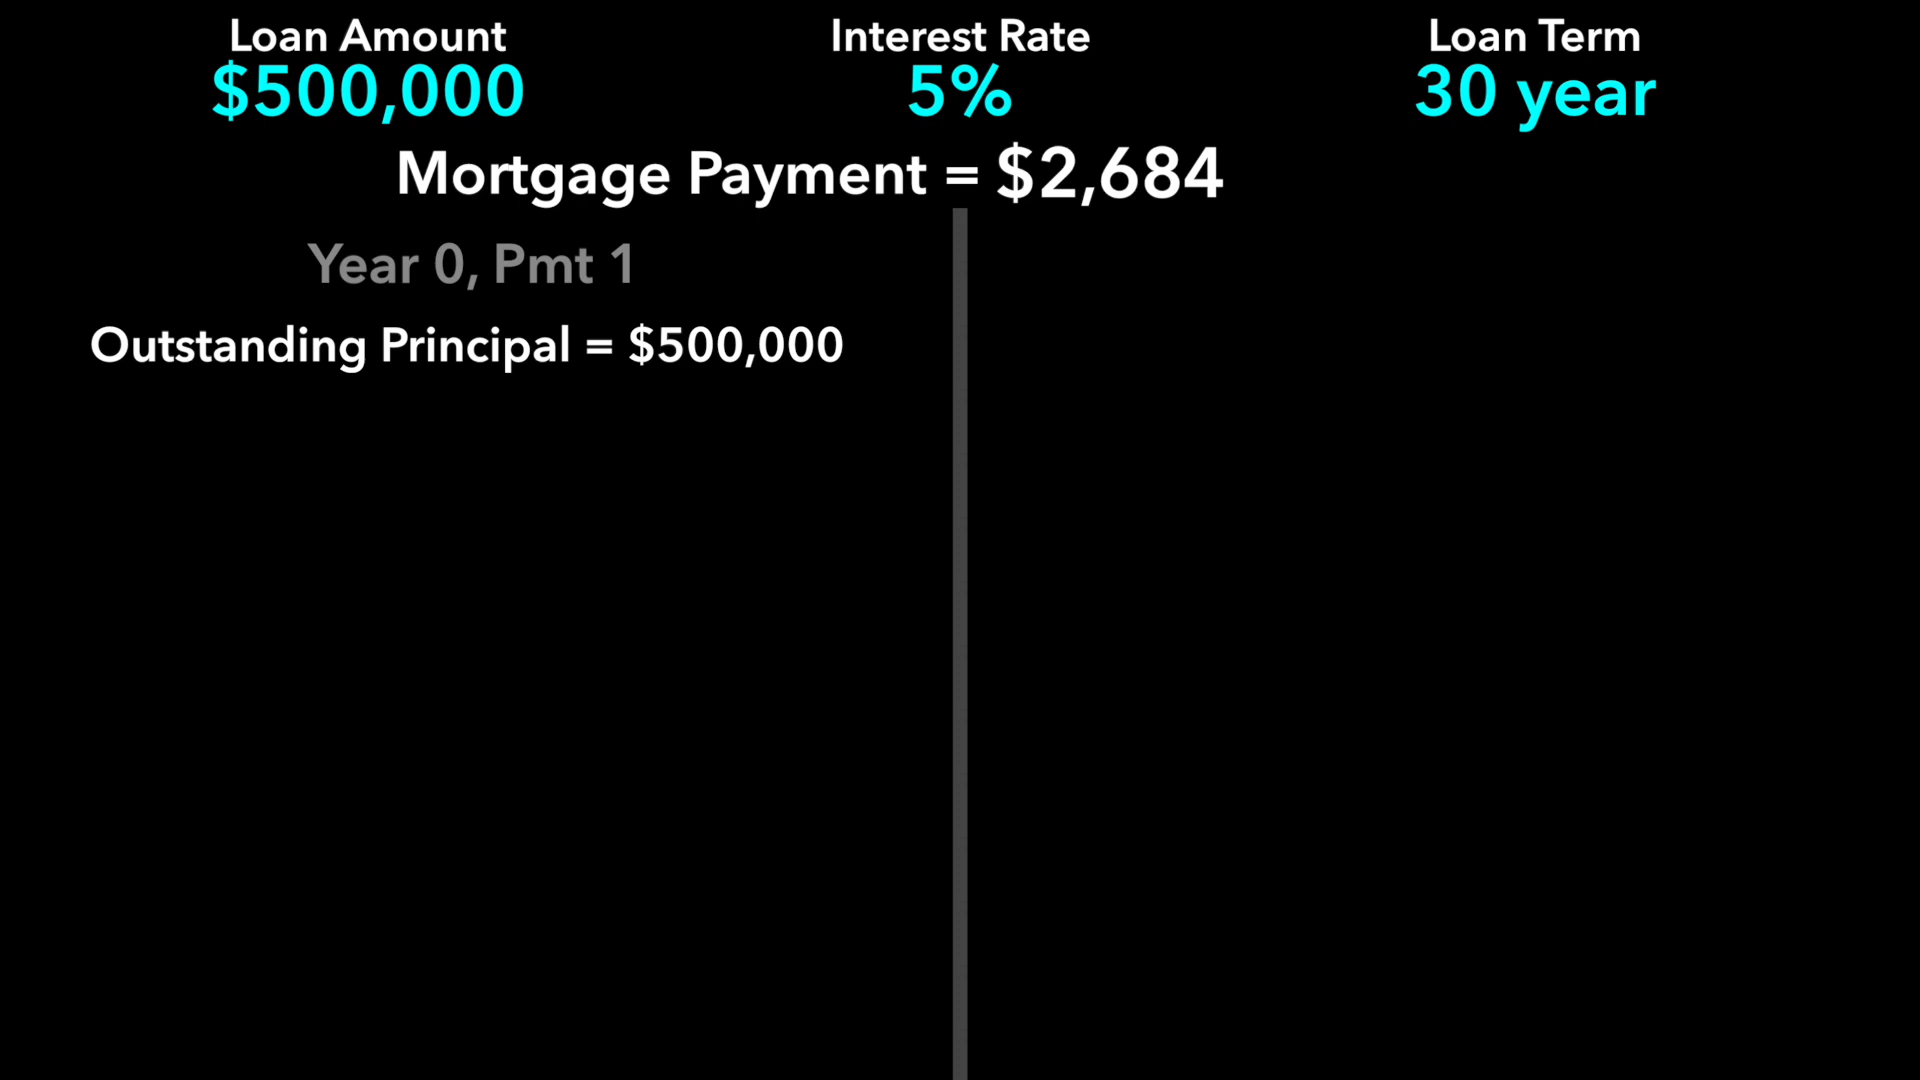 Loan Amount
$500,000
Interest Rate
5%
Loan Term
30 year
Mortgage Payment = $2,684
Year 0, Pmt 1
Outstanding Principal = $500,000